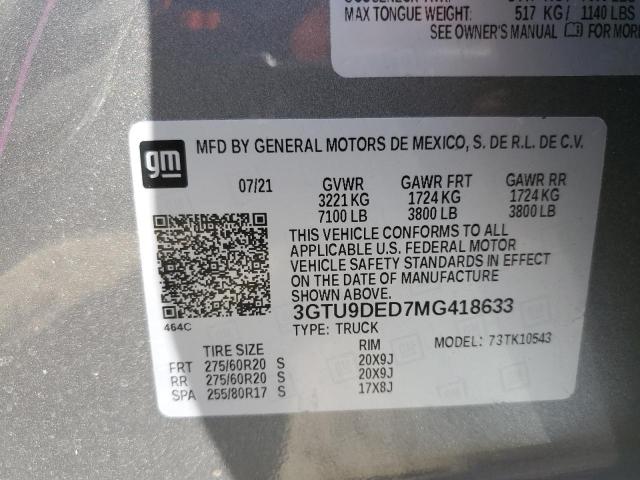 MAX TONGUE WEIGHT: 517 KG/ 1140 LBS
SEE OWNER'S MANUAL FOR MORE
gm
MFD BY GENERAL MOTORS DE MEXICO, S. DE R.L. DE C.V.
07/21 GVWR GAWR FRT GAWR RR
3221 KG 1724 KG 1724 KG
7100 LB 3800 LB 3800 LB
THIS VEHICLE CONFORMS TO ALL
APPLICABLE U.S. FEDERAL MOTOR
VEHICLE SAFETY STANDARDS IN EFFECT
ON THE DATE OF MANUFACTURE
SHOWN ABOVE.
464C
3GTU9DED7MG418633
TYPE: TRUCK
MODEL: 73TK10543
TIRE SIZE RIM
FRT 275/60R20 S 20X9J
RR 275/60R20 S 20X9J
SPA 255/80R17 S 17X8J